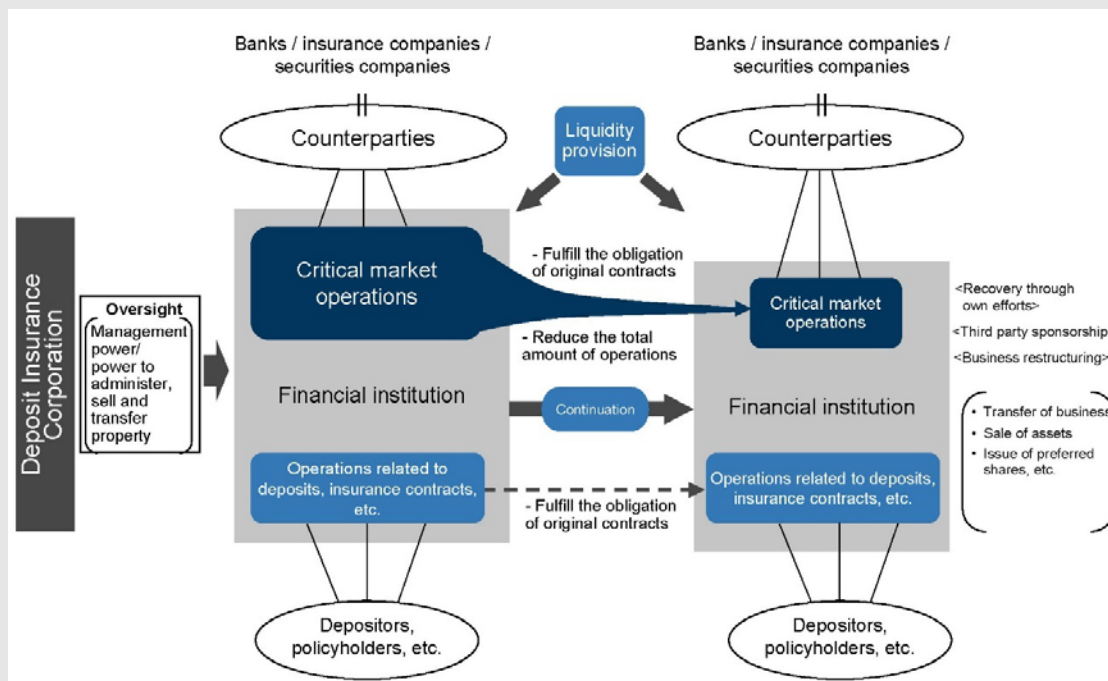 Banks / insurance companies /
securities companies
Counterparties
Banks / insurance companies /
securities companies
Counterparties
Liquidity
provision
Deposit Insurance
Corporation
Oversight
Management
power/
power to
administer,
sell and
transfer
property
Critical market
operations
Financial institution
Operations related to
deposits, insurance contracts,
etc.
- Fulfill the obligation
of original contracts
- Reduce the total
amount of operations
Continuation
- Fulfill the obligation
of original contracts
Critical market
operations
Financial institution
Operations related to deposits,
insurance contracts, etc.
<Recovery through
own efforts>
<Third party sponsorship>
<Business restructuring>
• Transfer of business
• Sale of assets
• Issue of preferred
shares, etc.
Depositors,
policyholders, etc.
Depositors,
policyholders, etc.